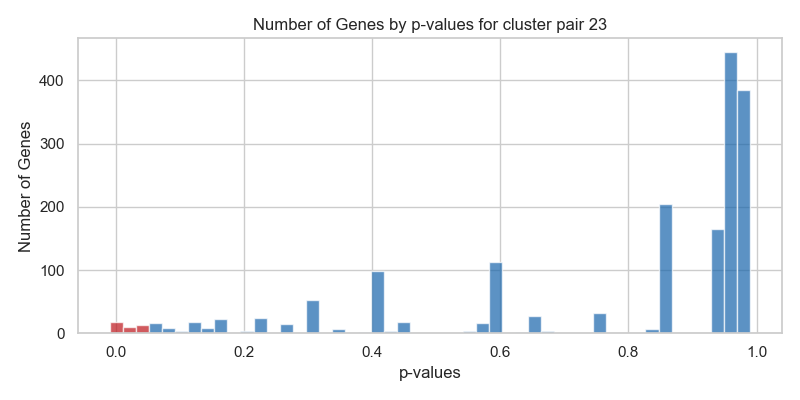 Number of Genes by p-values for cluster pair 23
Number of Genes
400
300
200
100
0
0.0 0.2 0.4 0.6 0.8 1.0
p-values